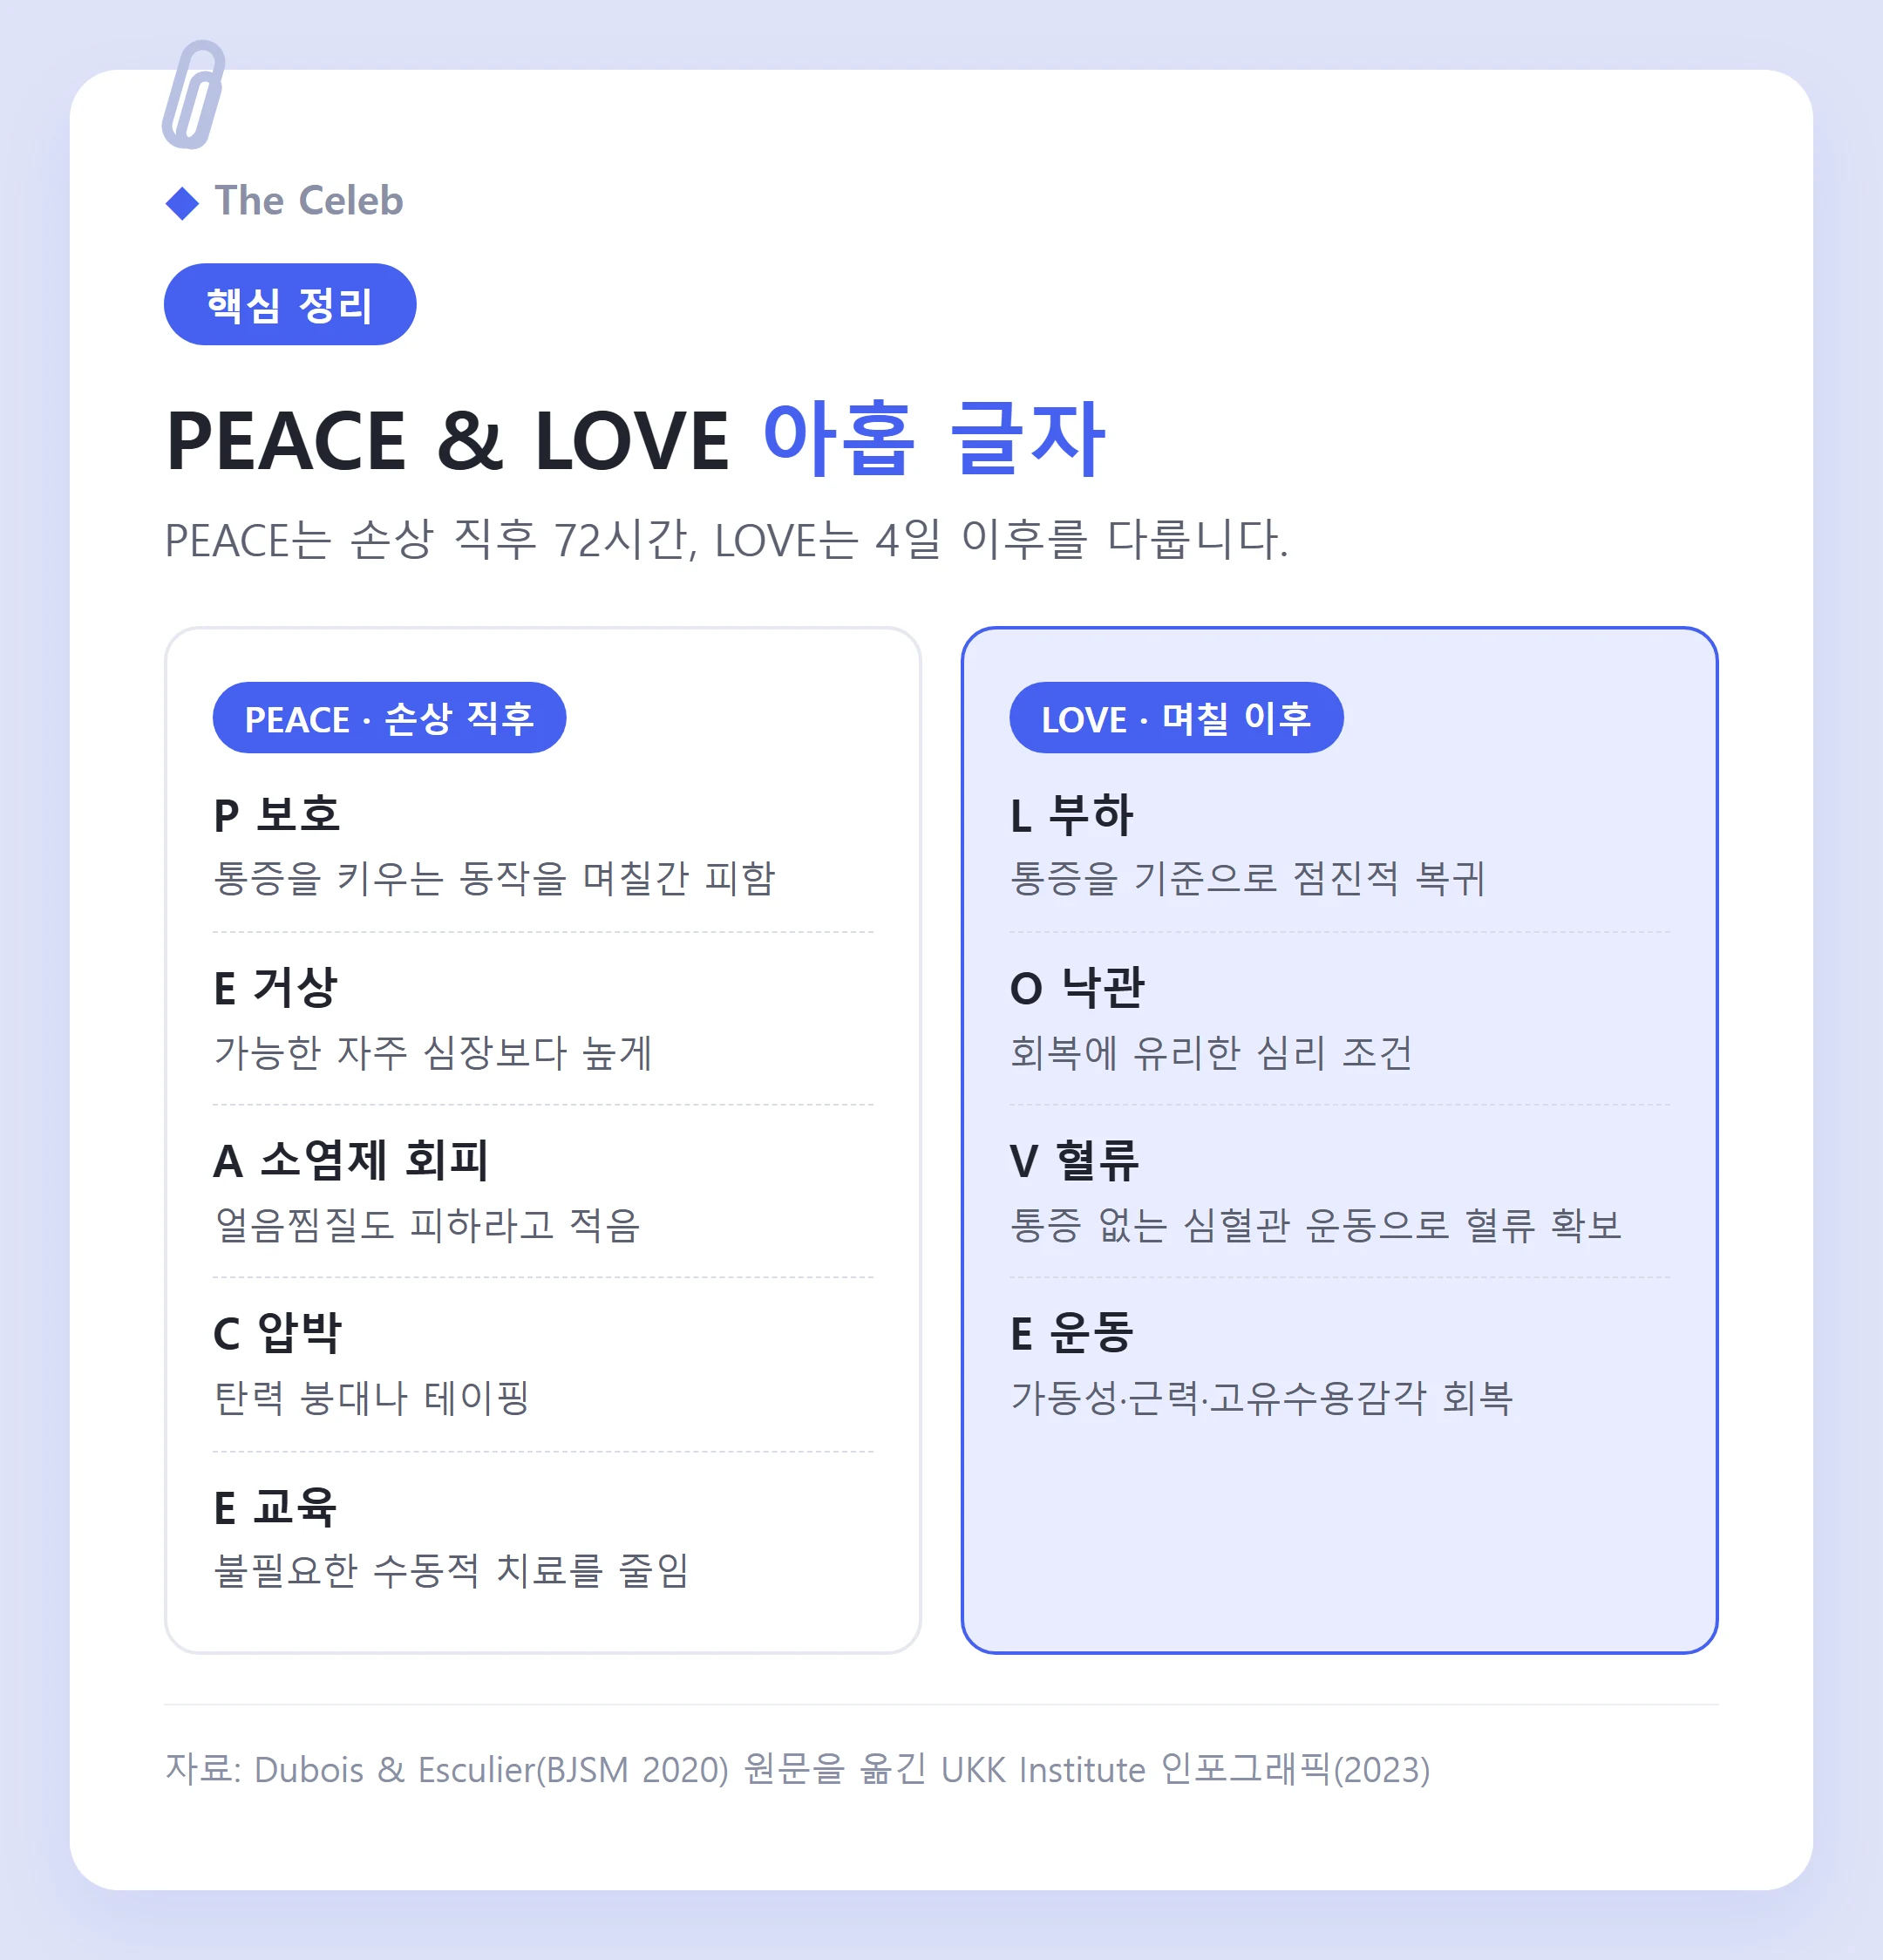 The Celeb
핵심 정리
PEACE & LOVE 아홉 글자
PEACE는 손상 직후 72시간, LOVE는 4일 이후를 다룹니다.
PEACE · 손상 직후
P 보호
통증을 키우는 동작을 며칠간 피함
E 거상
가능한 자주 심장보다 높게
A 소염제 회피
얼음찜질도 피하라고 적음
C 압박
탄력 붕대나 테이핑
E 교육
불필요한 수동적 치료를 줄임
LOVE · 며칠 이후
L 부하
통증을 기준으로 점진적 복귀
O 낙관
회복에 유리한 심리 조건
V 혈류
통증 없는 심혈관 운동으로 혈류 확보
E 운동
가동성·근력·고유수용감각 회복
자료: Dubois & Esculier(BJSM 2020) 원문을 옮긴 UKK Institute 인포그래픽(2023)